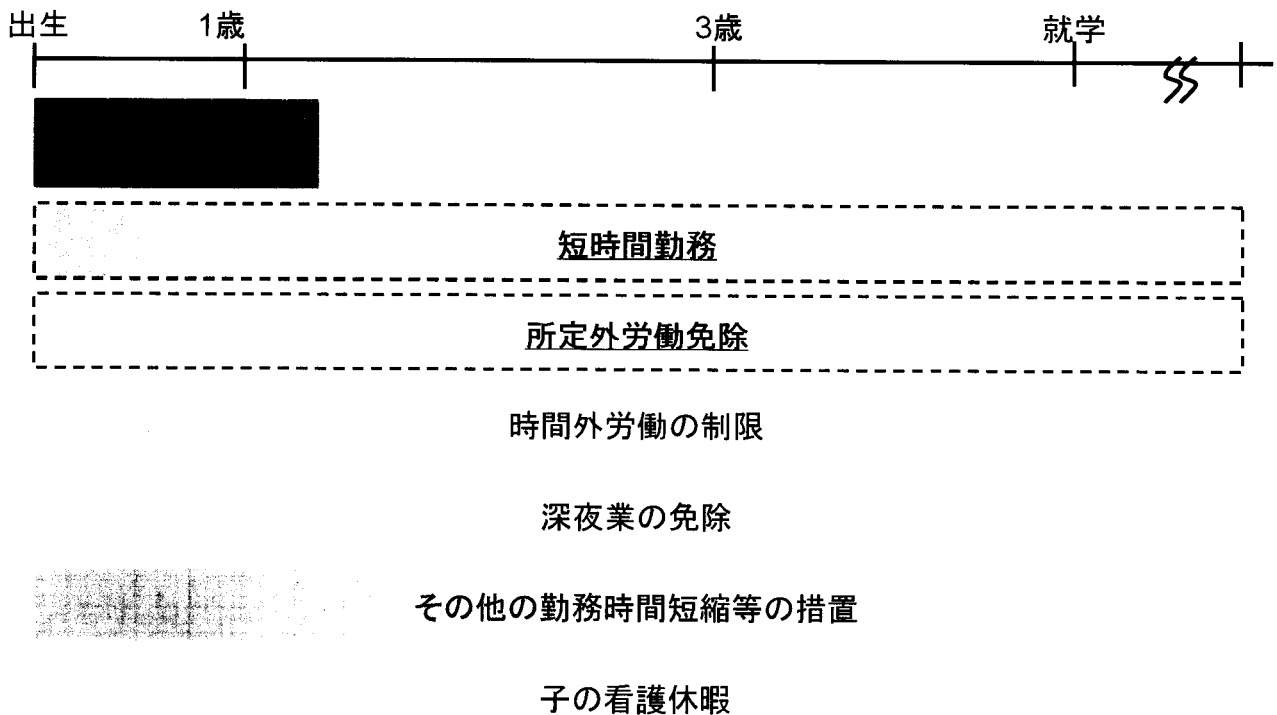 出生 1歳 3歳 就学
短時間勤務
所定外労働免除
時間外労働の制限
深夜業の免除
その他の勤務時間短縮等の措置
子の看護休暇